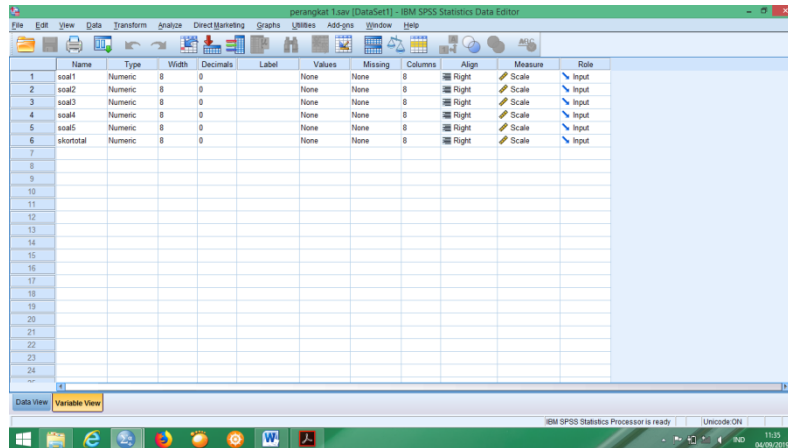 perangkat 1.sav [DataSet1] - IBM SPSS Statistics Data Editor
File Edit View Data Transform Analyze Direct Marketing Graphs Utilities Add-ons Window Help
Name Type Width Decimals Label Values Missing Columns Align Measure Role
1 soal1 Numeric 8 0 None None 8 Right Scale Input
2 soal2 Numeric 8 0 None None 8 Right Scale Input
3 soal3 Numeric 8 0 None None 8 Right Scale Input
4 soal4 Numeric 8 0 None None 8 Right Scale Input
5 soal5 Numeric 8 0 None None 8 Right Scale Input
6 skortotal Numeric 8 0 None None 8 Right Scale Input
7
8
9
10
11
12
13
14
15
16
17
18
19
20
21
22
23
24
Data View Variable View
IBM SPSS Statistics Processor is ready Unicode:ON
IND 11:35
04/09/2019